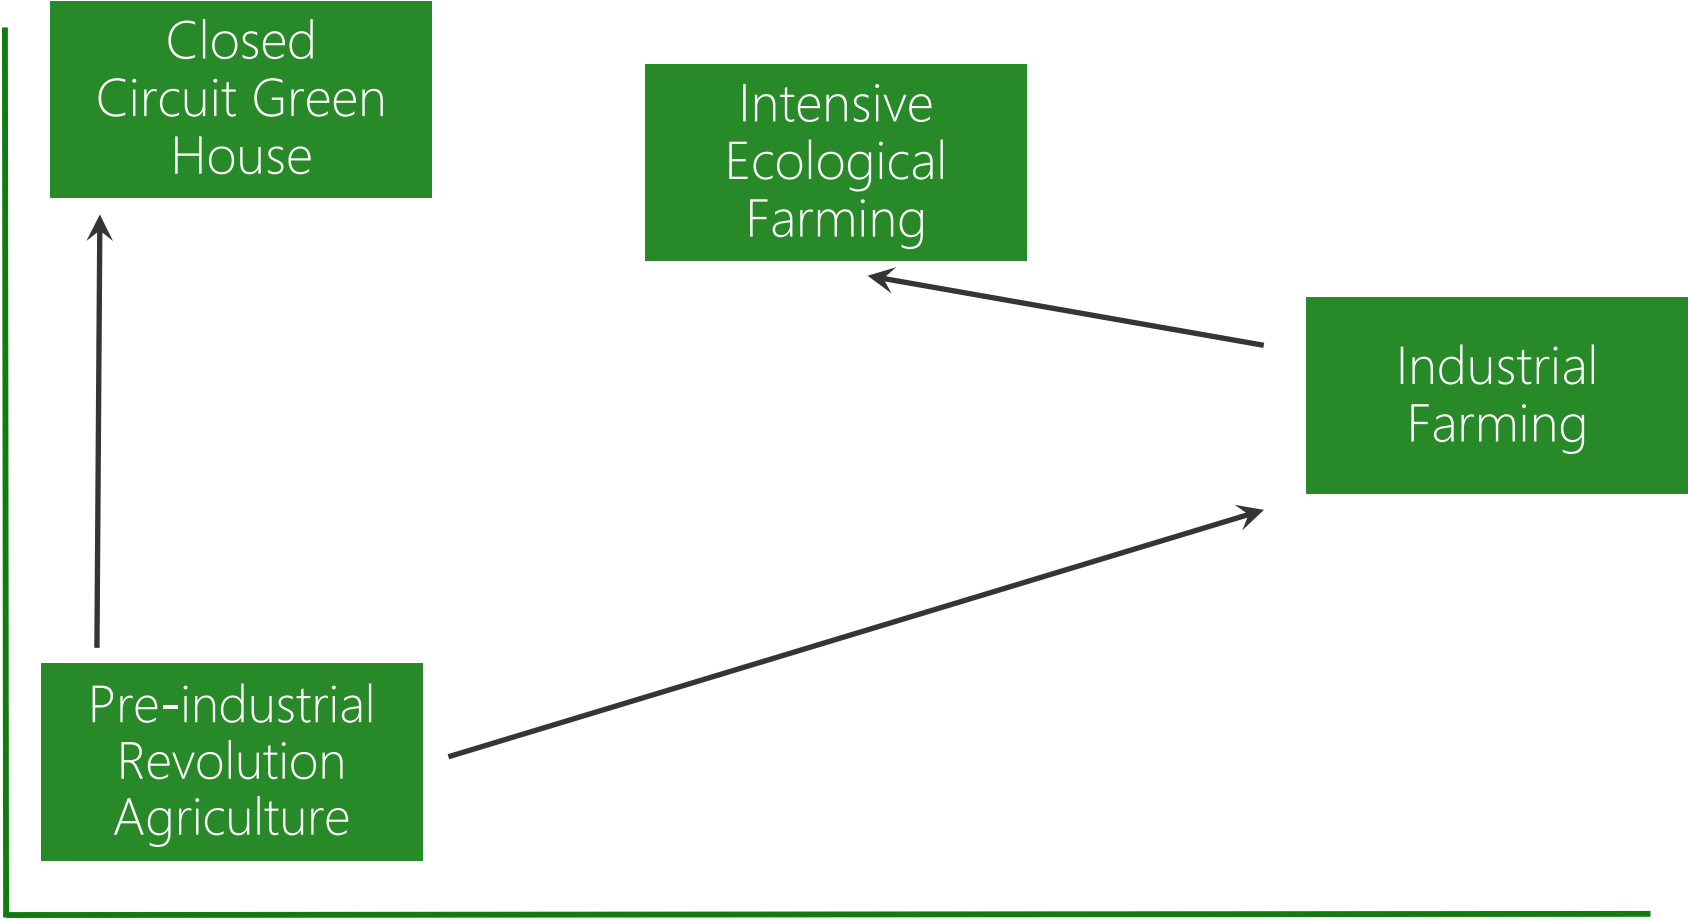 Closed
Circuit Green
House
Intensive
Ecological
Farming
Industrial
Farming
Pre-industrial
Revolution
Agriculture